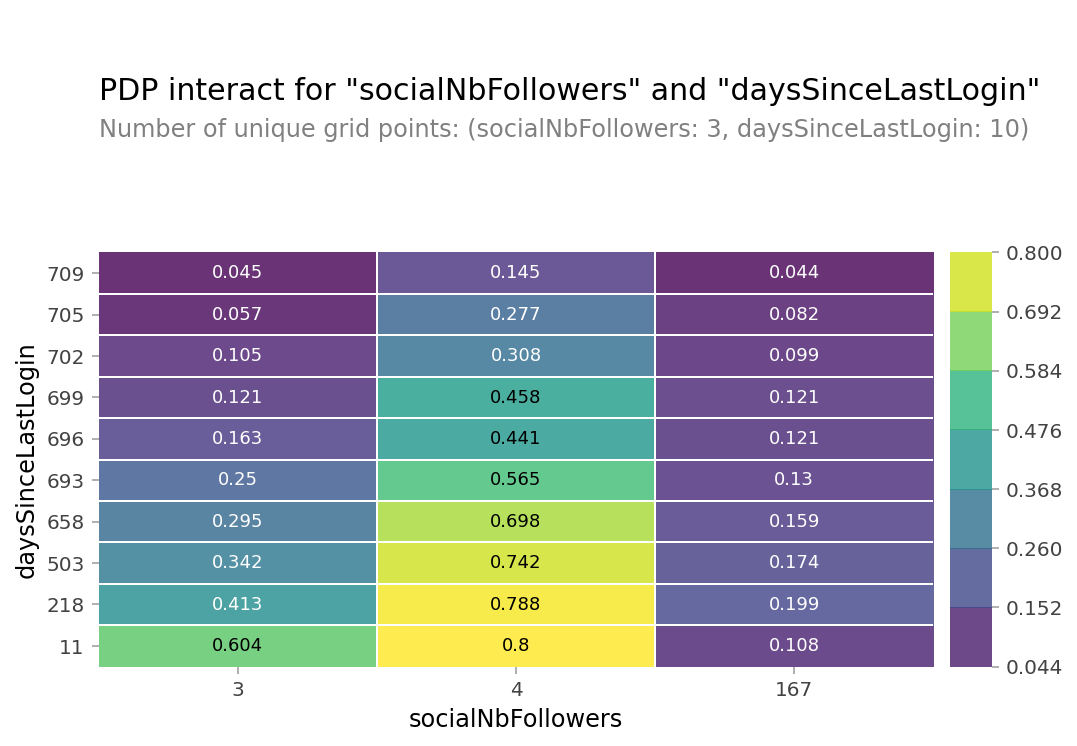 PDP interact for "socialNbFollowers" and "daysSinceLastLogin"
Number of unique grid points: (socialNbFollowers: 3, daysSinceLastLogin: 10)
daysSinceLastLogin
709 0.045 0.145 0.044
705 0.057 0.277 0.082
702 0.105 0.308 0.099
699 0.121 0.458 0.121
696 0.163 0.441 0.121
693 0.25 0.565 0.13
658 0.295 0.698 0.159
503 0.342 0.742 0.174
218 0.413 0.788 0.199
11 0.604 0.8 0.108
3 4 167
socialNbFollowers
0.800
0.692
0.584
0.476
0.368
0.260
0.152
0.044